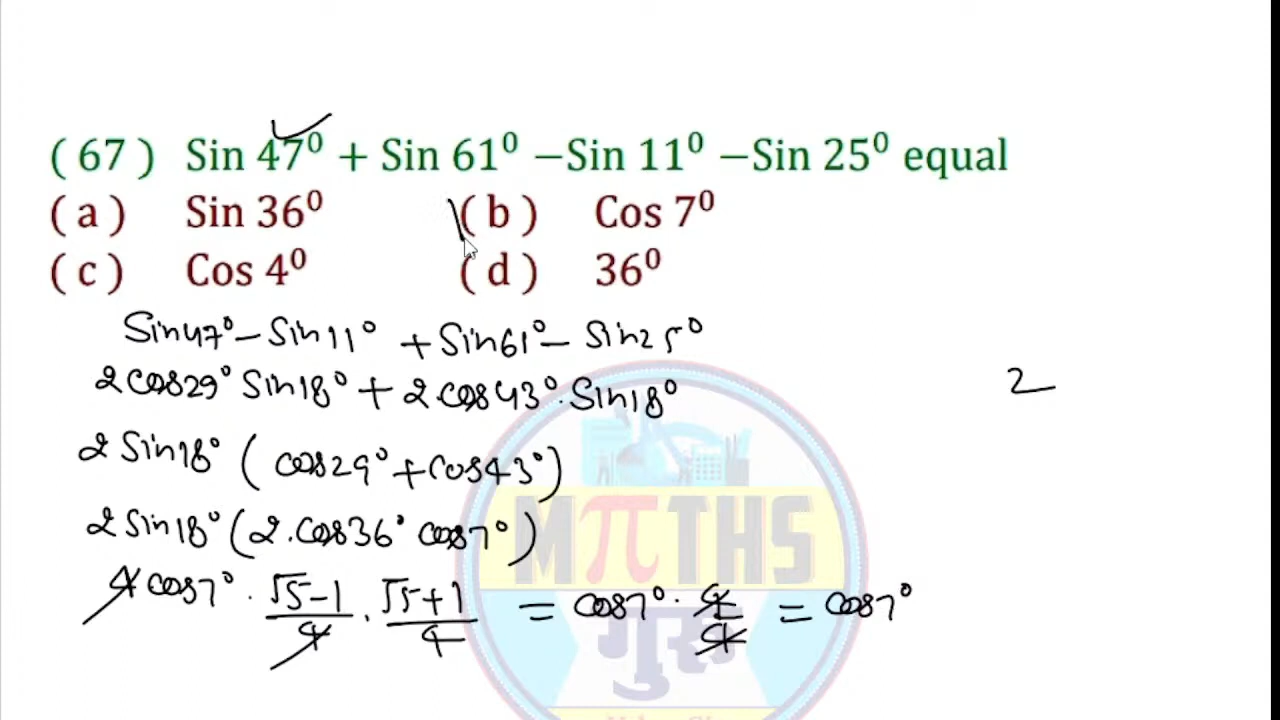 ( 67 ) Sin 47⁰ + Sin 61⁰ −Sin 11⁰ −Sin 25⁰ equal
( a ) Sin 36⁰ ( b ) Cos 7⁰
( c ) Cos 4⁰ ( d ) 36⁰
Sin47° − Sin11° + Sin61° − Sin25°
2cos29° Sin18° + 2cos43°.Sin18°
2
2 Sin18° (cos29° + cos43°)
2 Sin18° (2.cos36° cos7°)
4cos7° . √5−1/4 . √5+1/4 = cos7° . 4/4 = cos7°
MπTHS
गुरु